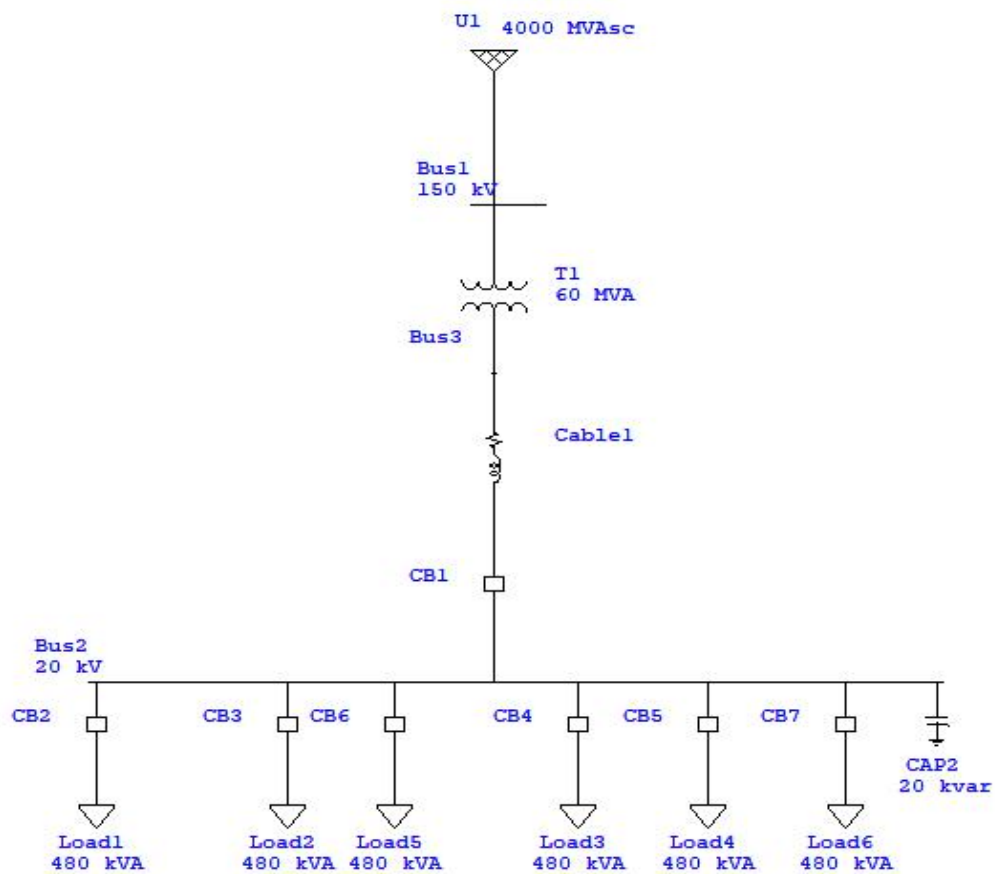 U1 4000 MVAsc
Bus1
150 kV
T1
60 MVA
Bus3
Cable1
CB1
Bus2
20 kV
CB2 CB3 CB6 CB4 CB5 CB7
CAP2
20 kvar
Load1 Load2 Load5 Load3 Load4 Load6
480 kVA 480 kVA 480 kVA 480 kVA 480 kVA 480 kVA